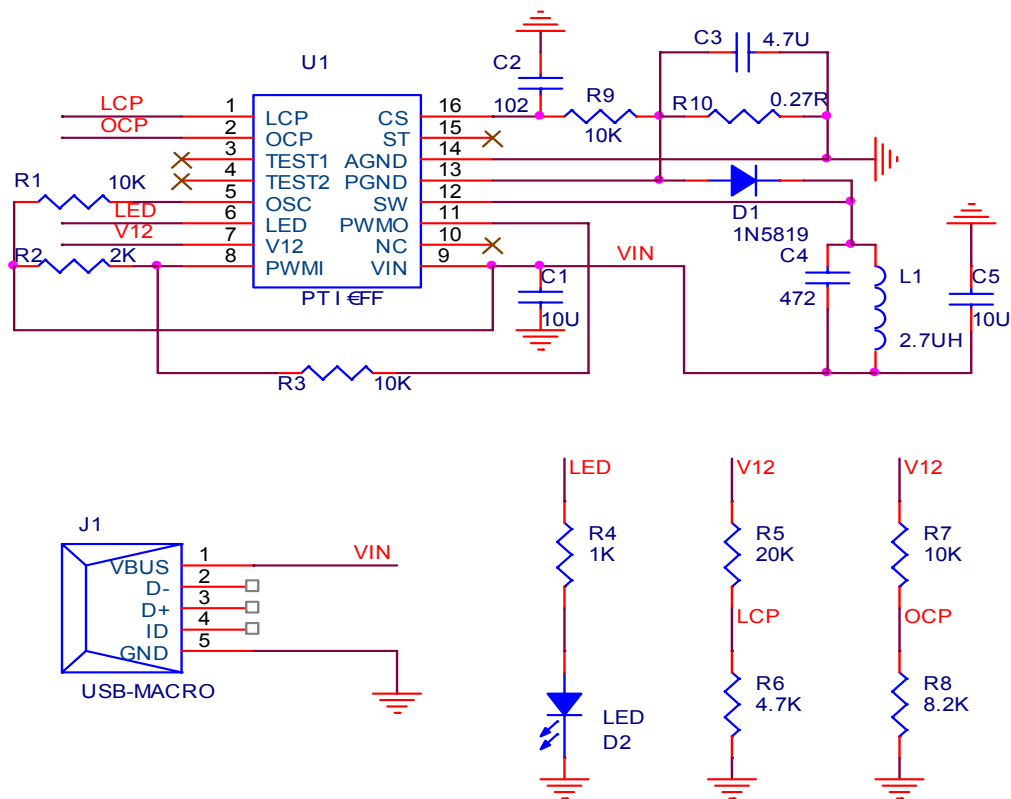 U1
LCP
OCP
1
2
3
4
5
6
7
8
LCP
OCP
TEST1
TEST2
OSC
LED
V12
PWMI
CS
ST
AGND
PGND
SW
PWMO
NC
VIN
16
15
14
13
12
11
10
9
R1
10K
LED
V12
R2
2K
R3
10K
C2
102
R9
10K
C3
4.7U
R10
0.27R
D1
1N5819
VIN
C1
10U
C4
472
L1
2.7UH
C5
10U
J1
VBUS
D-
D+
ID
GND
1
2
3
4
5
VIN
USB-MACRO
LED
R4
1K
LED
D2
V12
R5
20K
LCP
R6
4.7K
V12
R7
10K
OCP
R8
8.2K